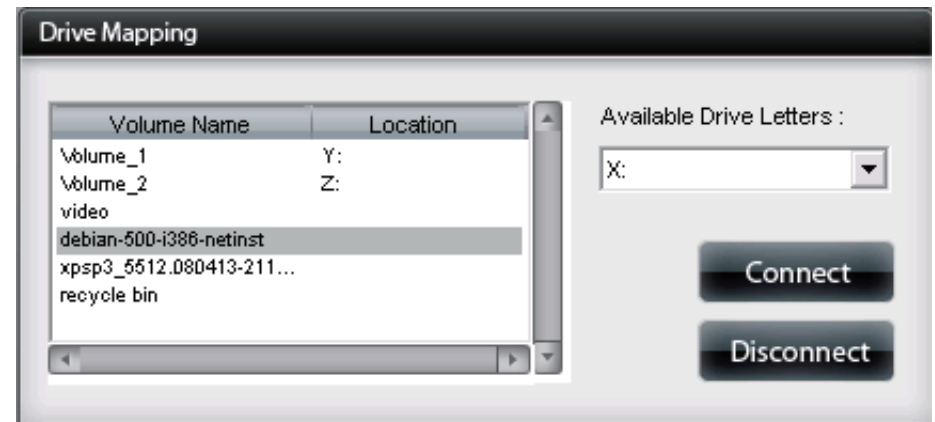 Drive Mapping
Volume Name Location
Volume_1 Y:
Volume_2 Z:
video
debian-500-i386-netinst
xpsp3_5512.080413-211...
recycle bin
Available Drive Letters :
X:
Connect
Disconnect